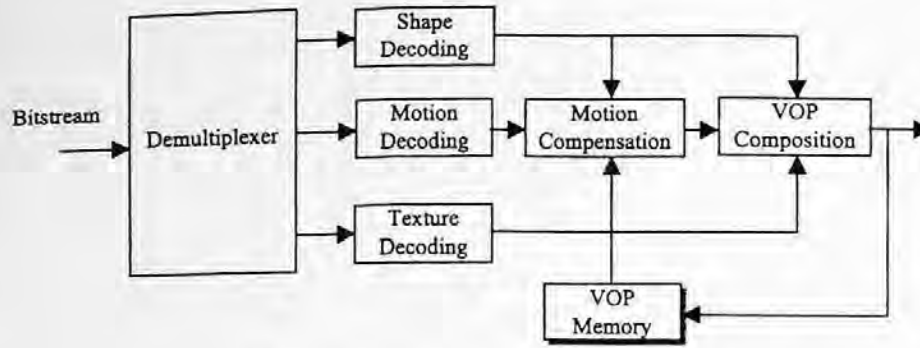 Shape
Decoding
Bitstream
Demultiplexer
Motion
Decoding
Motion
Compensation
VOP
Composition
Texture
Decoding
VOP
Memory